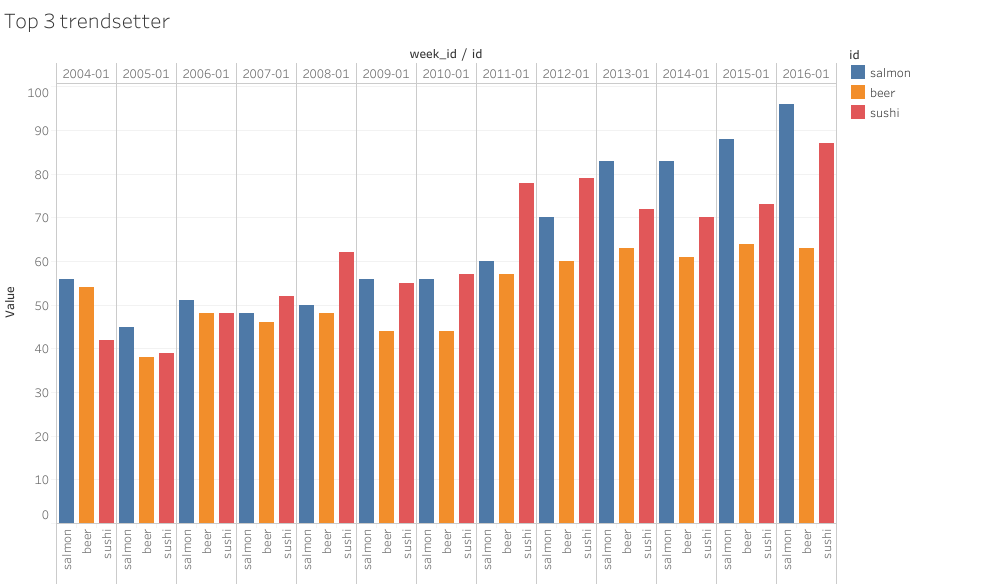 Top 3 trendsetter
week_id / id
2004-01 2005-01 2006-01 2007-01 2008-01 2009-01 2010-01 2011-01 2012-01 2013-01 2014-01 2015-01 2016-01
id
salmon
beer
sushi
100
90
80
70
60
50
40
30
20
10
0
Value
salmon beer sushi salmon beer sushi salmon beer sushi salmon beer sushi salmon beer sushi salmon beer sushi salmon beer sushi salmon beer sushi salmon beer sushi salmon beer sushi salmon beer sushi salmon beer sushi salmon beer sushi